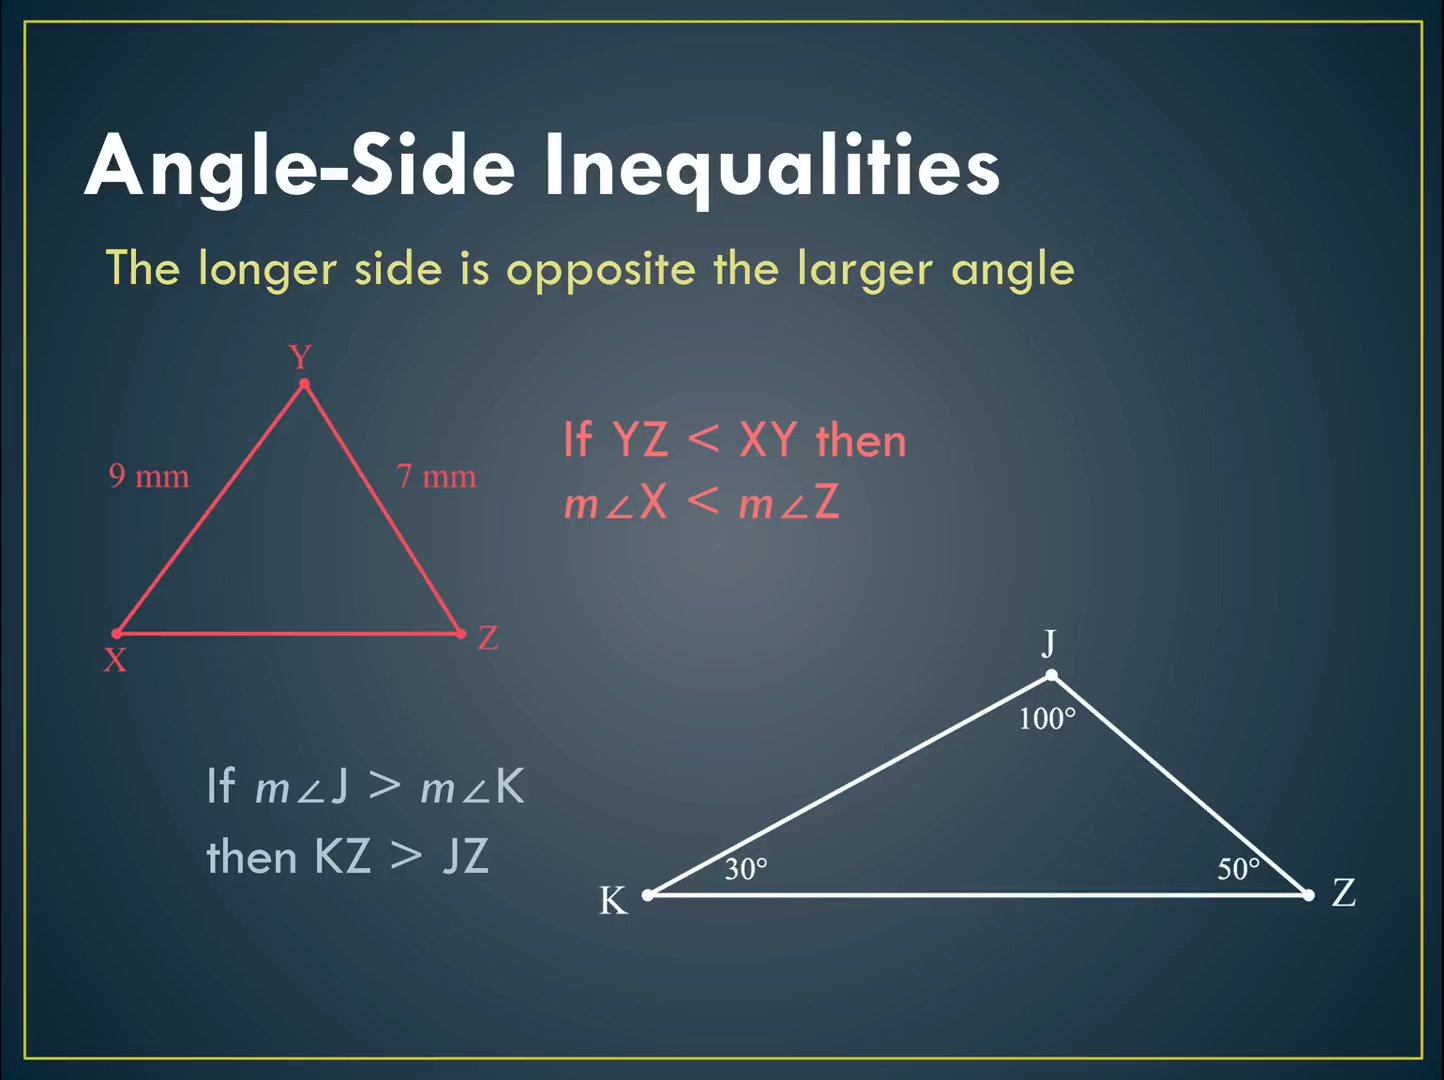 Angle-Side Inequalities
The longer side is opposite the larger angle
Y
9 mm
7 mm
X
Z
If YZ < XY then
m∠X < m∠Z
If m∠J > m∠K
then KZ > JZ
J
100°
30°
50°
K
Z